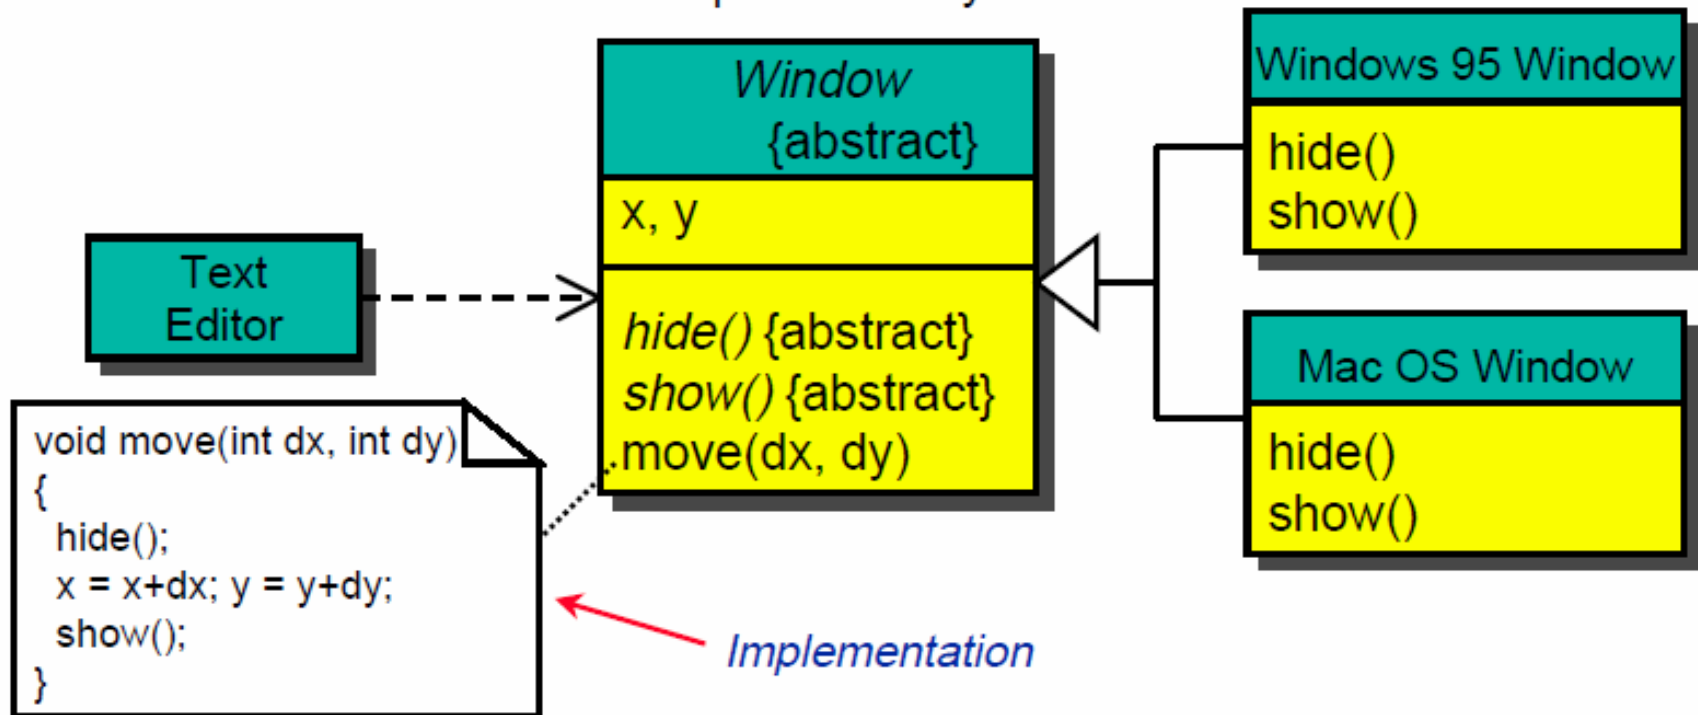 Window
{abstract}
x, y
hide() {abstract}
show() {abstract}
move(dx, dy)
Windows 95 Window
hide()
show()
Mac OS Window
hide()
show()
Text
Editor
void move(int dx, int dy)
{
hide();
x = x+dx; y = y+dy;
show();
}
Implementation